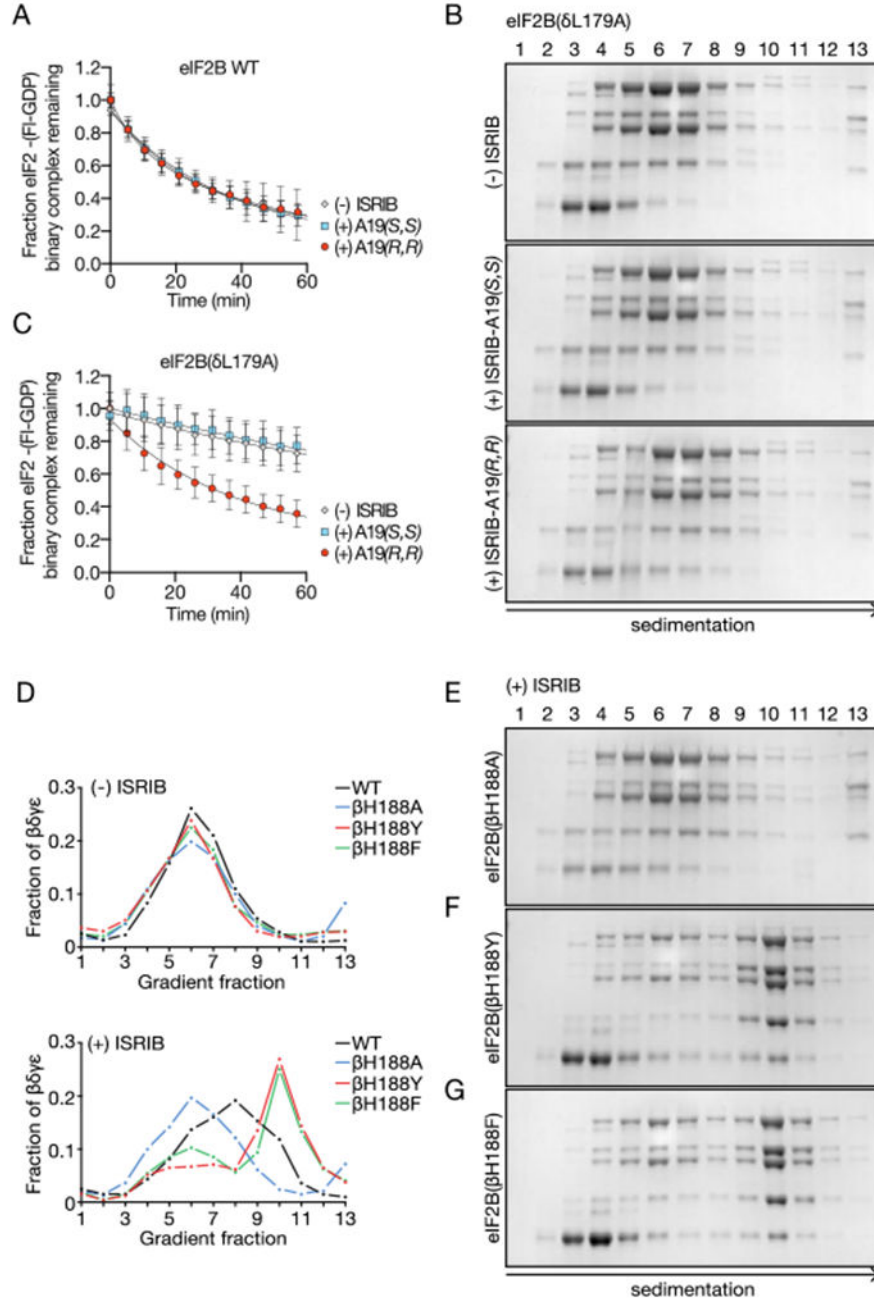 A
eIF2B WT
Fraction eIF2 -(Fl-GDP)
binary complex remaining
1.2
1.0
0.8
0.6
0.4
0.2
0.0
0 20 40 60
Time (min)
(-) ISRIB
(+) A19(S,S)
(+) A19(R,R)
B
eIF2B(δL179A)
1 2 3 4 5 6 7 8 9 10 11 12 13
(-) ISRIB
(+) ISRIB-A19(S,S)
(+) ISRIB-A19(R,R)
sedimentation
C
eIF2B(δL179A)
Fraction eIF2 -(Fl-GDP)
binary complex remaining
1.2
1.0
0.8
0.6
0.4
0.2
0.0
0 20 40 60
Time (min)
(-) ISRIB
(+) A19(S,S)
(+) A19(R,R)
D
(-) ISRIB
Fraction of βδγε
0.3
0.2
0.1
0
1 3 5 7 9 11 13
Gradient fraction
WT
βH188A
βH188Y
βH188F
(+) ISRIB
Fraction of βδγε
0.3
0.2
0.1
0
1 3 5 7 9 11 13
Gradient fraction
WT
βH188A
βH188Y
βH188F
E
(+) ISRIB
1 2 3 4 5 6 7 8 9 10 11 12 13
eIF2B(βH188A)
F
eIF2B(βH188Y)
G
eIF2B(βH188F)
sedimentation